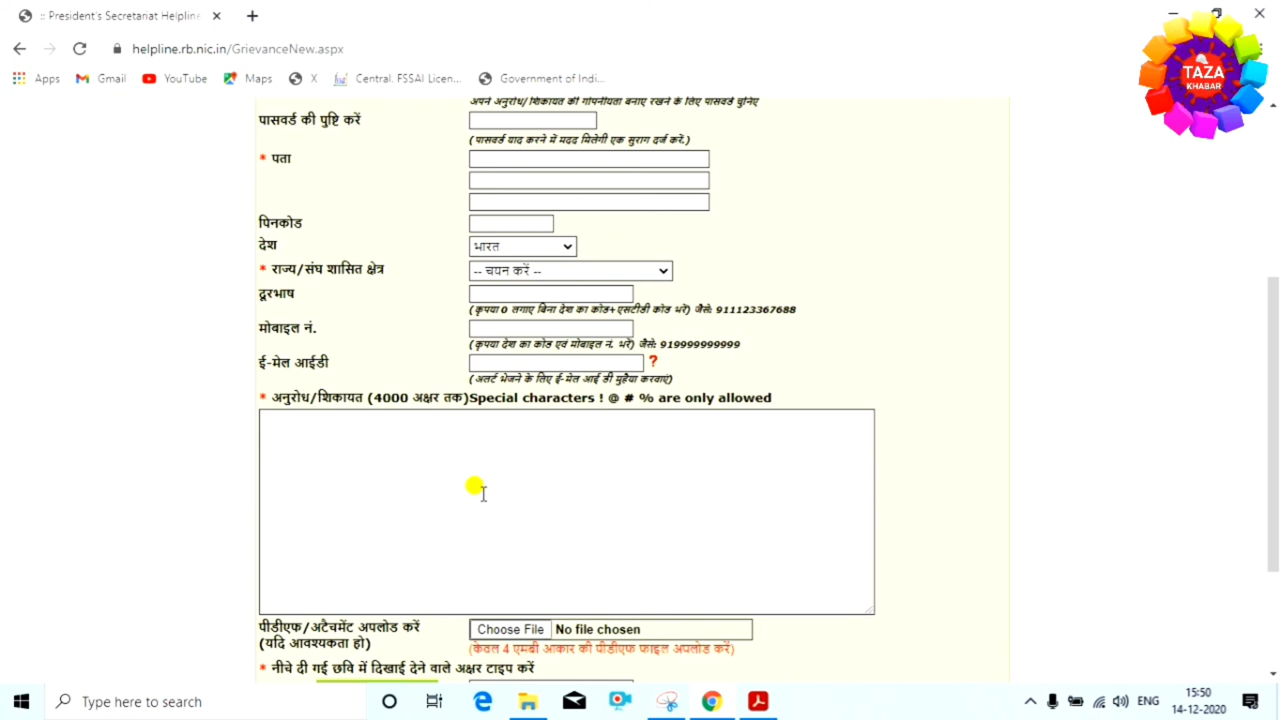 :: President's Secretariat Helpline
helpline.rb.nic.in/GrievanceNew.aspx
Apps Gmail YouTube Maps X Central. FSSAI Licen... Government of Indi...
TAZA
KHABAR
अपने अनुरोध/शिकायत की गोपनीयता बनाए रखने के लिए पासवर्ड चुनिए
पासवर्ड की पुष्टि करें
(पासवर्ड याद करने में मदद मिलेगी एक सुराग दर्ज करें.)
* पता
पिनकोड
देश भारत
* राज्य/संघ शासित क्षेत्र -- चयन करें --
दूरभाष
(कृपया 0 लगाए बिना देश का कोड+एसटीडी कोड भरें) जैसे: 911123367688
मोबाइल नं.
(कृपया देश का कोड एवं मोबाइल नं. भरें) जैसे: 919999999999
ई-मेल आईडी ?
(अलर्ट भेजने के लिए ई-मेल आई डी मुहैया करवाएं)
* अनुरोध/शिकायत (4000 अक्षर तक)Special characters ! @ # % are only allowed
पीडीएफ/अटैचमेंट अपलोड करें Choose File No file chosen
(यदि आवश्यकता हो) (केवल 4 एमबी आकार की पीडीएफ फाइल अपलोड करें)
* नीचे दी गई छवि में दिखाई देने वाले अक्षर टाइप करें
Type here to search ENG 15:50
14-12-2020